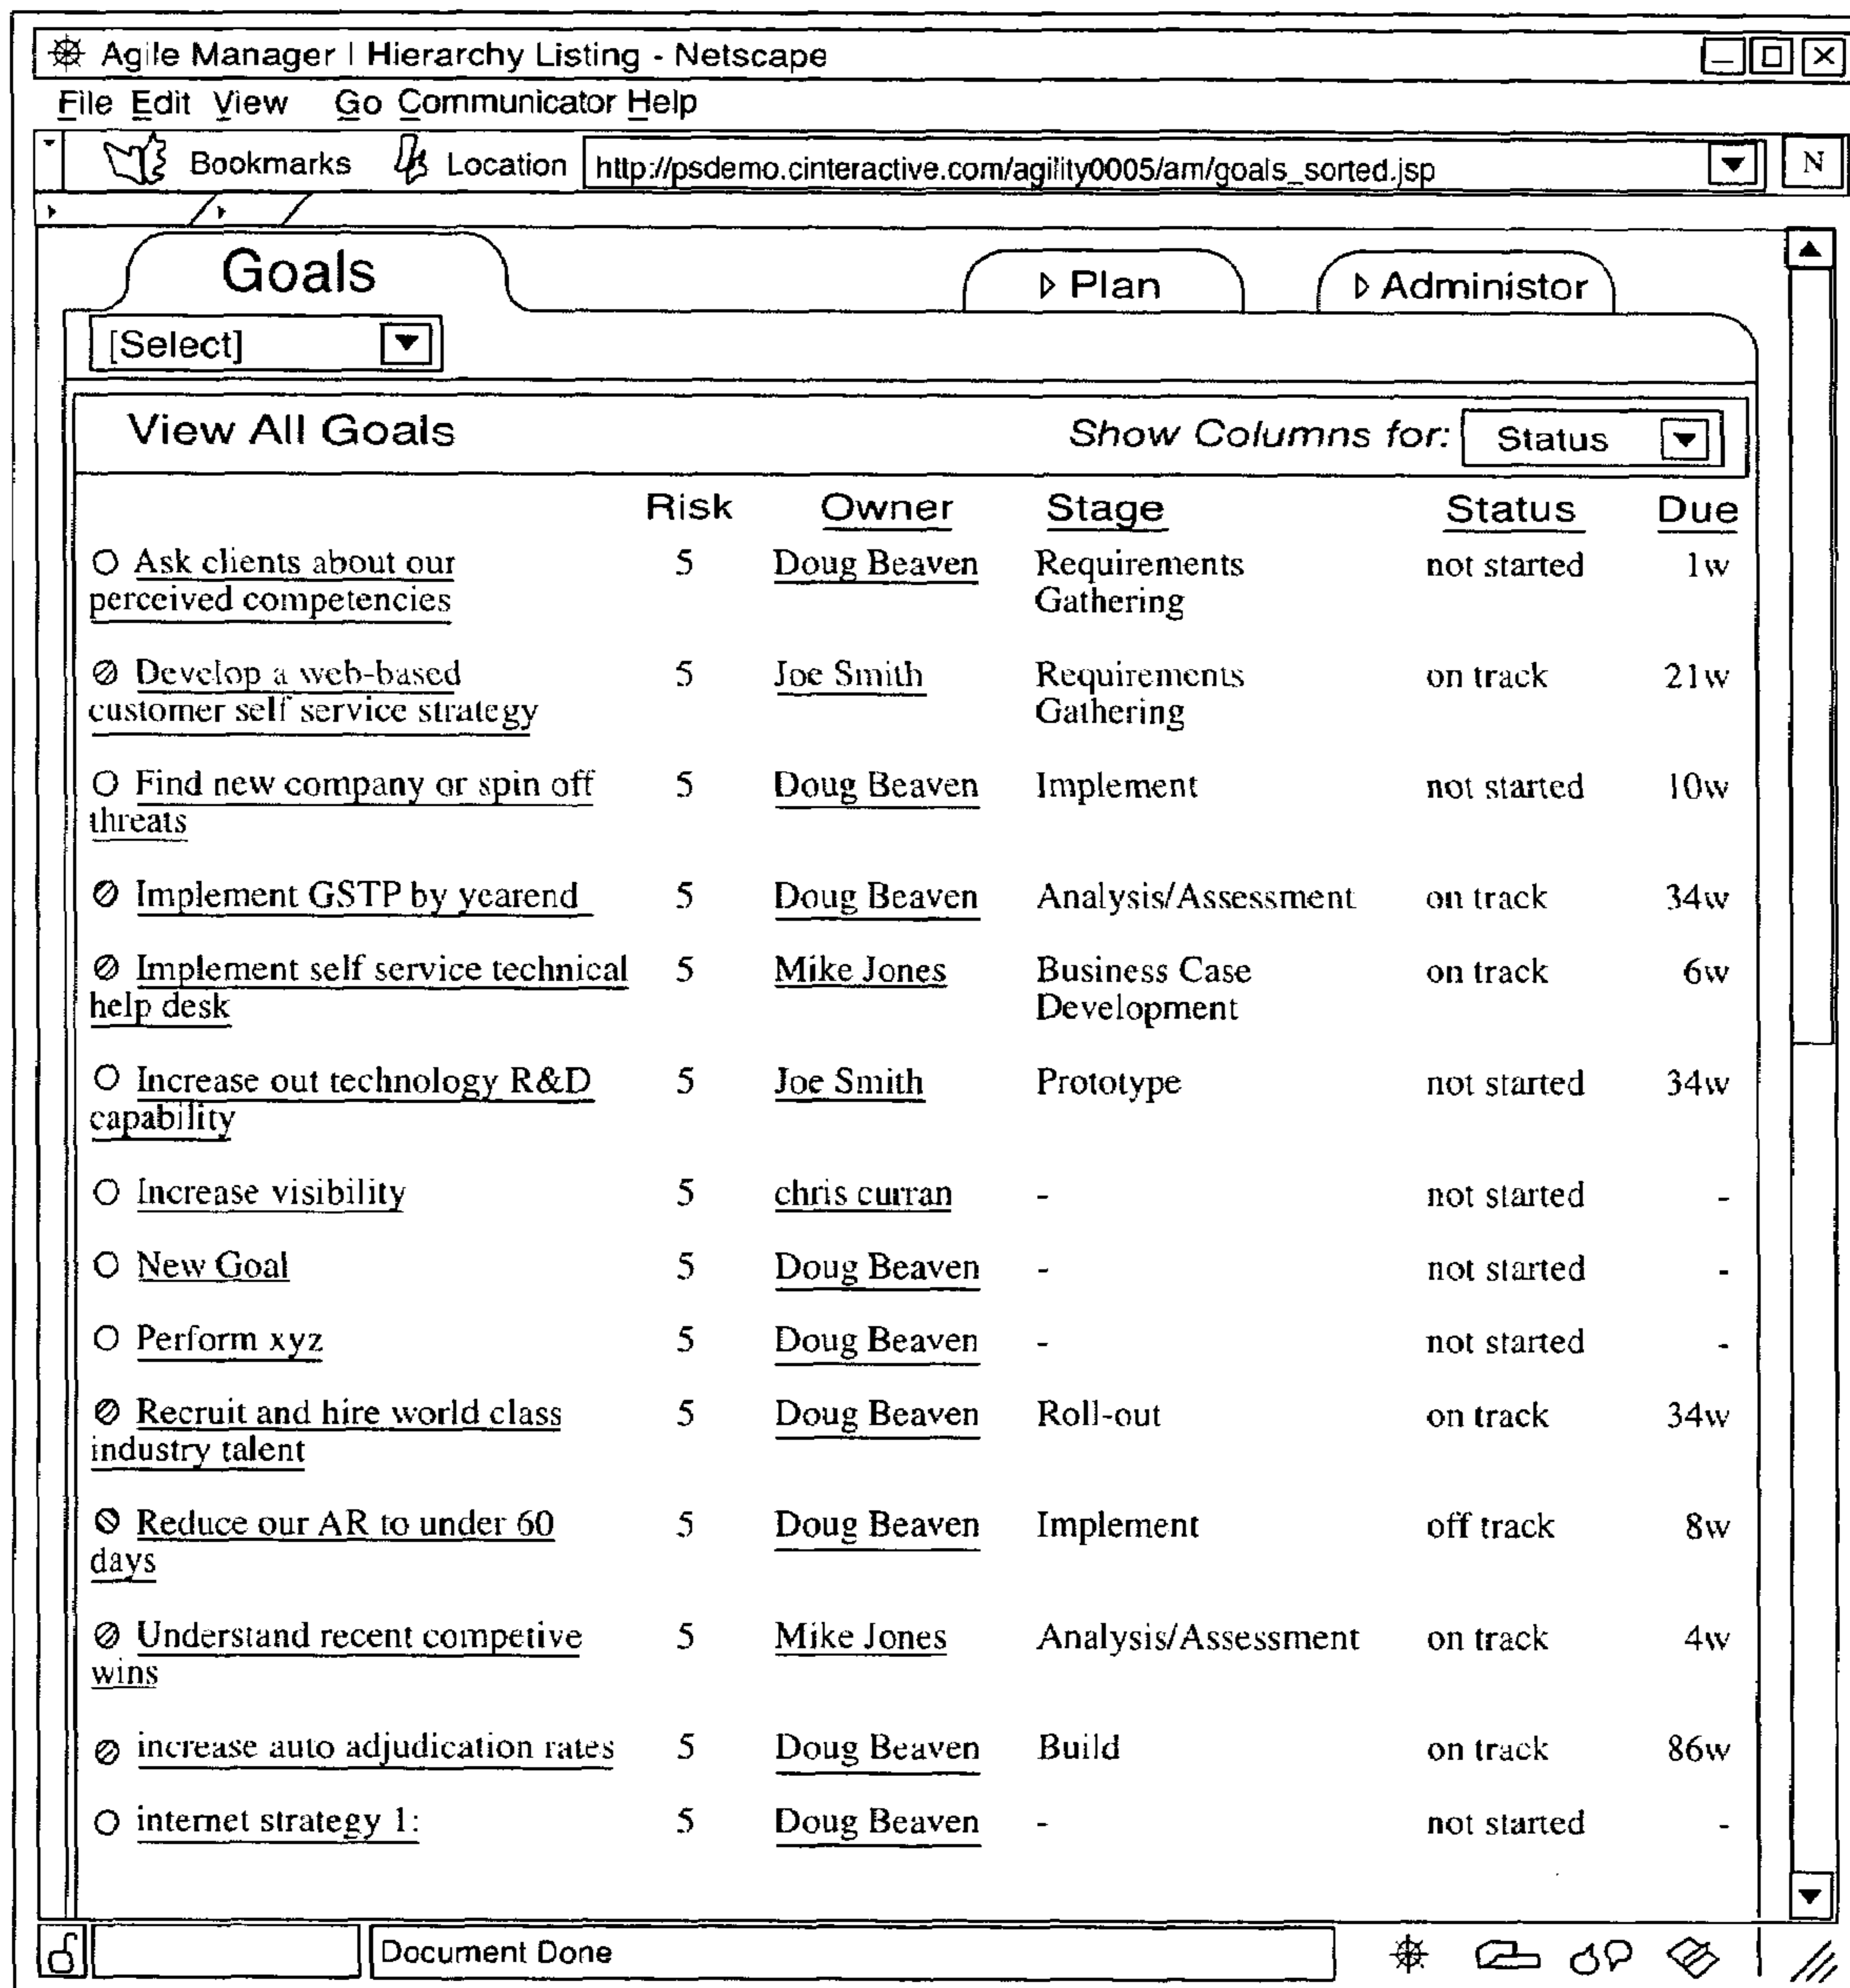 Agile Manager | Hierarchy Listing - Netscape
File Edit View Go Communicator Help
Bookmarks Location http://psdemo.cinteractive.com/agility0005/am/goals_sorted.jsp N
Goals Plan Administor
[Select]
View All Goals Show Columns for: Status
Risk Owner Stage Status Due
Ask clients about our 5 Doug Beaven Requirements not started 1w
perceived competencies Gathering
Develop a web-based 5 Joe Smith Requirements on track 21w
customer self service strategy Gathering
Find new company or spin off 5 Doug Beaven Implement not started 10w
threats
Implement GSTP by yearend 5 Doug Beaven Analysis/Assessment on track 34w
Implement self service technical 5 Mike Jones Business Case on track 6w
help desk Development
Increase out technology R&D 5 Joe Smith Prototype not started 34w
capability
Increase visibility 5 chris curran - not started -
New Goal 5 Doug Beaven - not started -
Perform xyz 5 Doug Beaven - not started -
Recruit and hire world class 5 Doug Beaven Roll-out on track 34w
industry talent
Reduce our AR to under 60 5 Doug Beaven Implement off track 8w
days
Understand recent competive 5 Mike Jones Analysis/Assessment on track 4w
wins
increase auto adjudication rates 5 Doug Beaven Build on track 86w
internet strategy 1: 5 Doug Beaven - not started -
Document Done